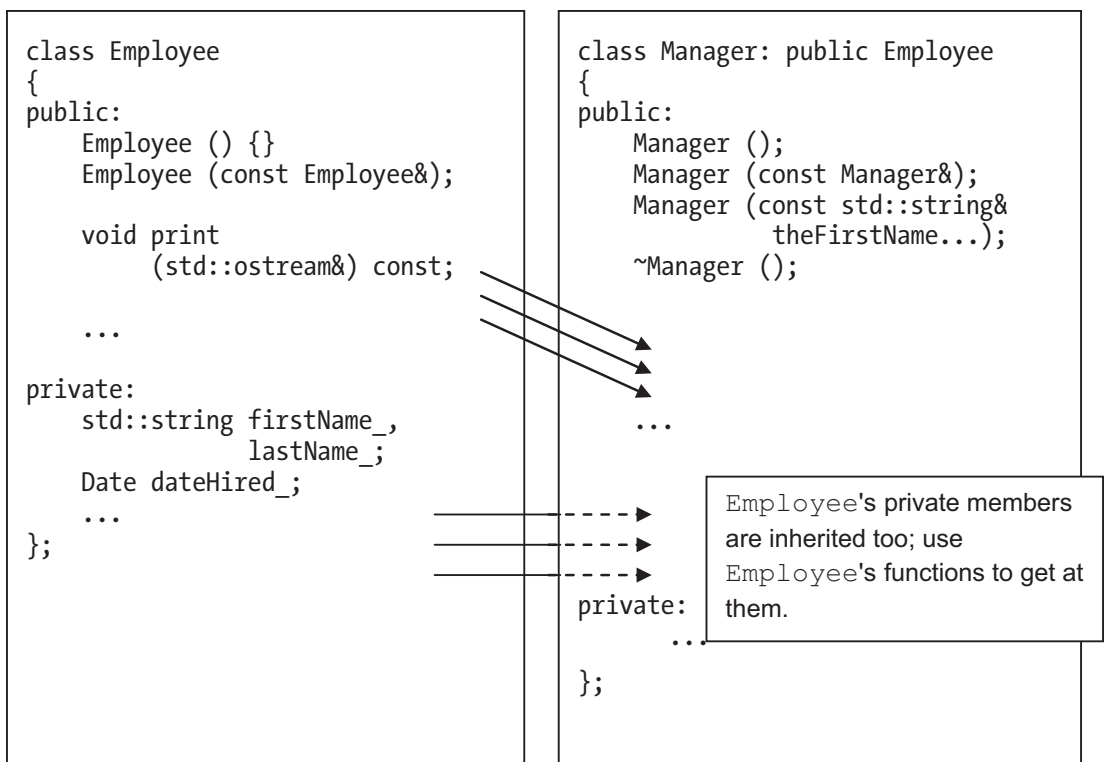 class Employee
{
public:
    Employee () {}
    Employee (const Employee&);
    void print
         (std::ostream&) const;
    ...
private:
    std::string firstName_,
                lastName_;
    Date dateHired_;
    ...
};
class Manager: public Employee
{
public:
    Manager ();
    Manager (const Manager&);
    Manager (const std::string&
             theFirstName...);
    ~Manager ();
    ...
Employee's private members
are inherited too; use
Employee's functions to get at
them.
private:
      ...
};